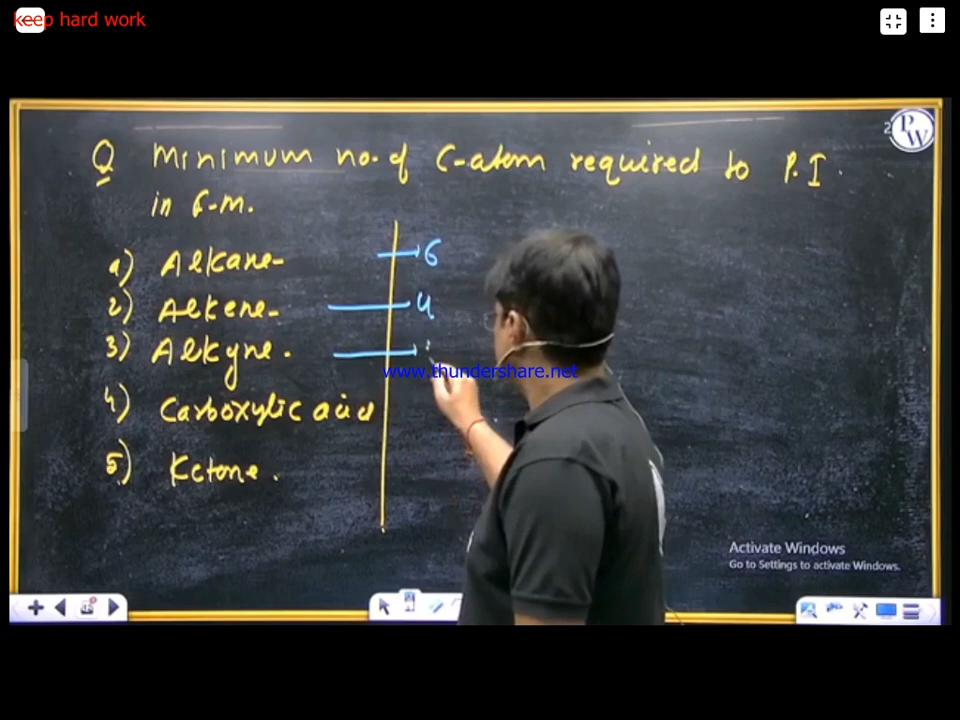 keep hard work
PW
Q Minimum no. of C-atom required to P.I
in G.M.
a) Alkane- → 6
2) Alkene- 4
3) Alkyne.
www.thundershare.net
4) Carboxylic acid
5) Ketone.
Activate Windows
Go to Settings to activate Windows.